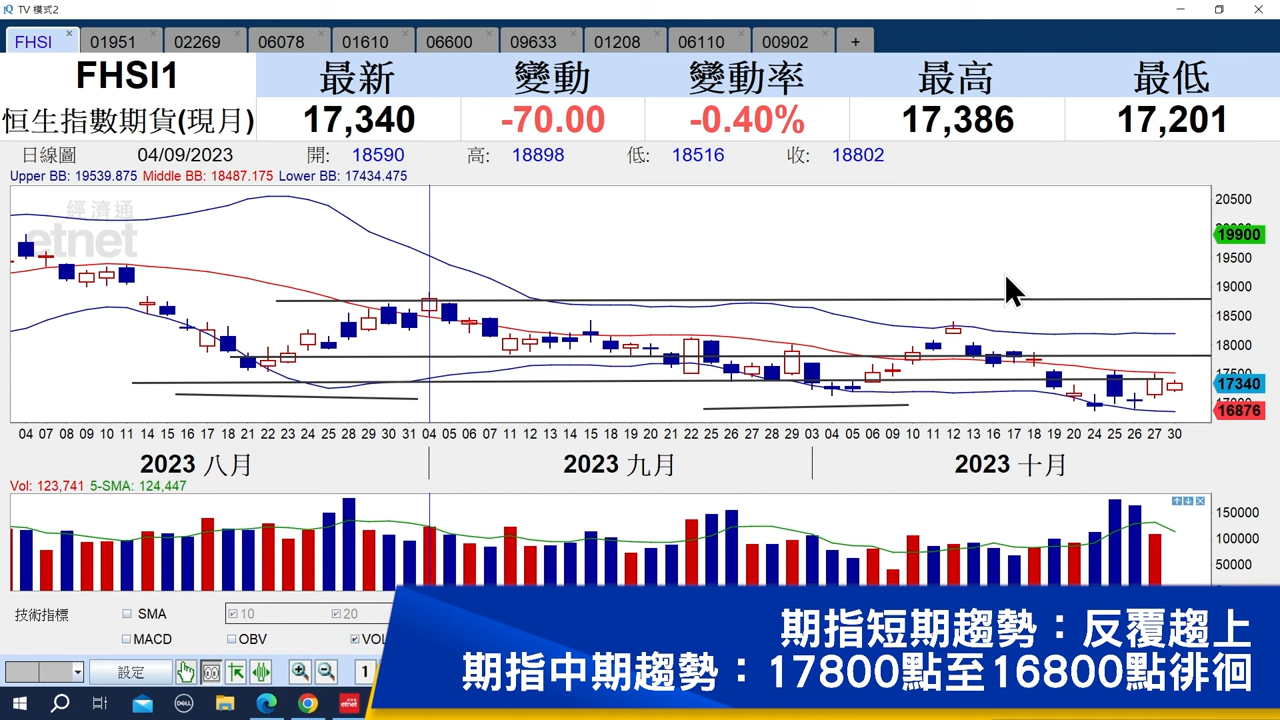 TV 模式2
FHSI 01951 02269 06078 01610 06600 09633 01208 06110 00902 +
FHSI1 最新 變動 變動率 最高 最低
恒生指數期貨(現月) 17,340 -70.00 -0.40% 17,386 17,201
日線圖 04/09/2023 開: 18590 高: 18898 低: 18516 收: 18802
Upper BB: 19539.875 Middle BB: 18487.175 Lower BB: 17434.475
經濟通
etnet
20500
19900
19500
19000
18500
18000
17340
16876
04 07 08 09 10 11 14 15 16 17 18 21 22 23 24 25 28 29 30 31 04 05 06 07 11 12 13 14 15 18 19 20 21 22 25 26 27 28 29 03 04 05 06 09 10 11 12 13 16 17 18 19 20 24 25 26 27 30
2023 八月 2023 九月 2023 十月
Vol: 123,741 5-SMA: 124,447
150000
100000
50000
技術指標 SMA 10 20
MACD OBV VOL
設定 1
期指短期趨勢：反覆趨上
期指中期趨勢：17800點至16800點徘徊
DELL
etnet